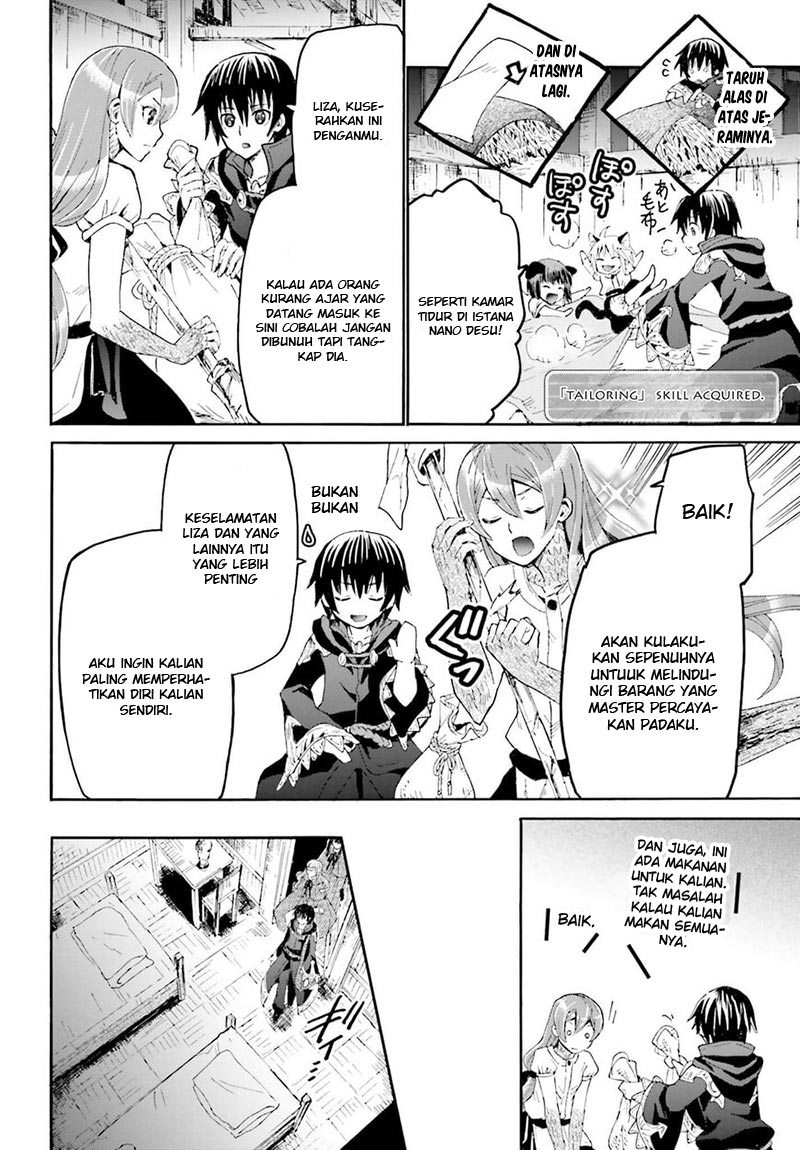 TARUH
ALAS DI
ATAS JE-
RAMINYA.
DAN DI
ATASNYA
LAGI.
あと
毛布ー
ぽす
ぽす
SEPERTI KAMAR
TIDUR DI ISTANA
NANO DESU!
「TAILORING」 SKILL ACQUIRED.
LIZA, KUSE-
RAHKAN INI
DENGANMU.
KALAU ADA ORANG
KURANG AJAR YANG
DATANG MASUK KE
SINI COBALAH JANGAN
DIBUNUH TAPI TANG-
KAP DIA.
BAIK!
AKAN KULAKU-
KAN SEPENUHNYA
UNTUUK MELINDU-
NGI BARANG YANG
MASTER PERCAYA-
KAN PADAKU.
BUKAN
BUKAN
KESELAMATAN
LIZA DAN YANG
LAINNYA ITU
YANG LEBIH
PENTING
AKU INGIN KALIAN
PALING MEMPERHA-
TIKAN DIRI KALIAN
SENDIRI.
DAN JUGA, INI
ADA MAKANAN
UNTUK KALIAN.
TAK MASALAH
KALAU KALIAN
MAKAN SEMUA-
NYA.
BAIK.